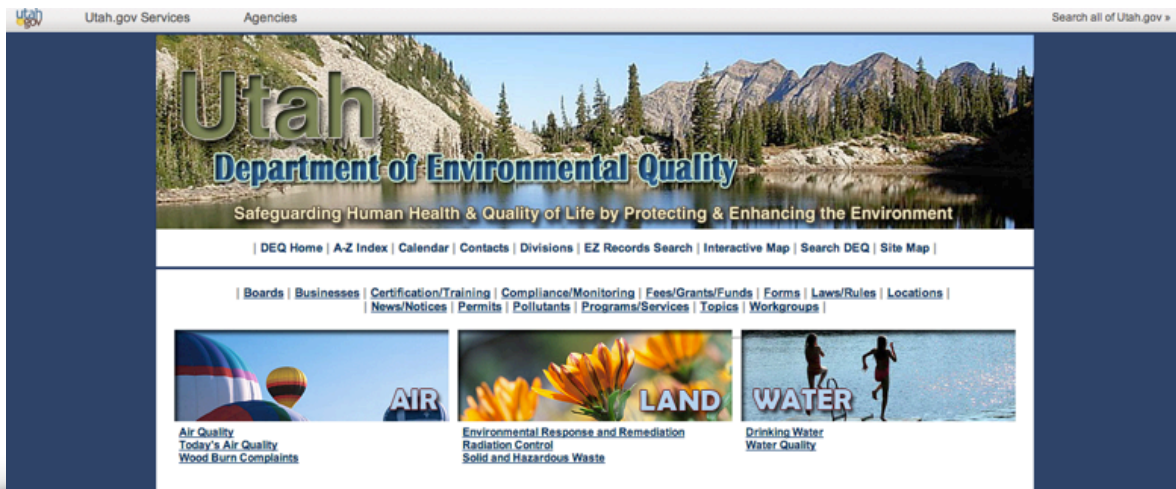 utah
gov
Utah.gov Services
Agencies
Search all of Utah.gov »
Utah
Department of Environmental Quality
Safeguarding Human Health & Quality of Life by Protecting & Enhancing the Environment
| DEQ Home | A-Z Index | Calendar | Contacts | Divisions | EZ Records Search | Interactive Map | Search DEQ | Site Map |
| Boards | Businesses | Certification/Training | Compliance/Monitoring | Fees/Grants/Funds | Forms | Laws/Rules | Locations |
| News/Notices | Permits | Pollutants | Programs/Services | Topics | Workgroups |
AIR
Air Quality
Today's Air Quality
Wood Burn Complaints
LAND
Environmental Response and Remediation
Radiation Control
Solid and Hazardous Waste
WATER
Drinking Water
Water Quality